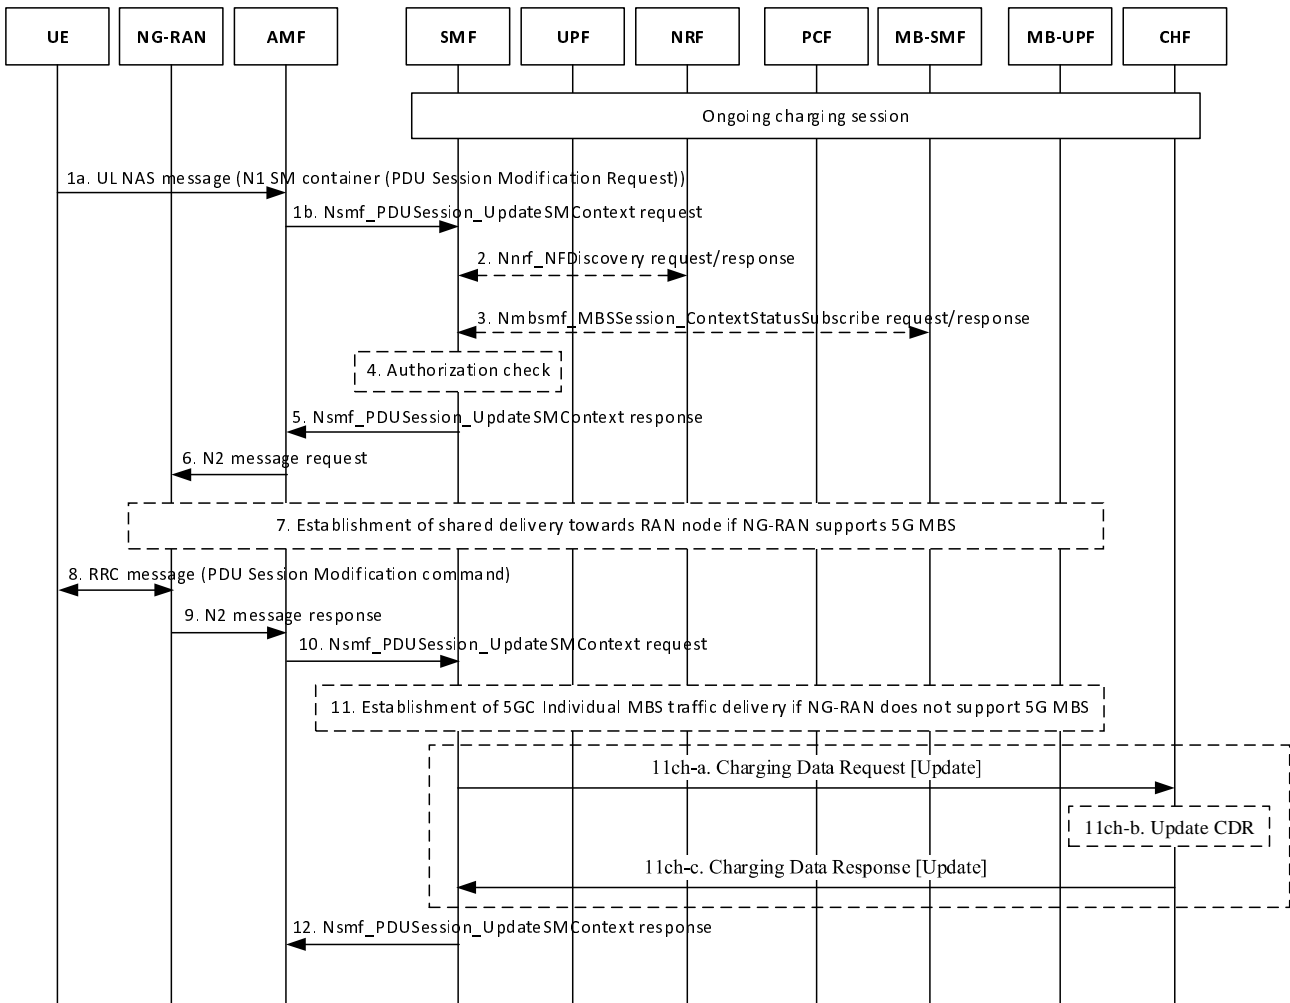 UE
NG-RAN
AMF
SMF
UPF
NRF
PCF
MB-SMF
MB-UPF
CHF
Ongoing charging session
1a. UL NAS message (N1 SM container (PDU Session Modification Request))
1b. Nsmf_PDUSession_UpdateSMContext request
2. Nnrf_NFDiscovery request/response
3. Nmbsmf_MBSSession_ContextStatusSubscribe request/response
4. Authorization check
5. Nsmf_PDUSession_UpdateSMContext response
6. N2 message request
7. Establishment of shared delivery towards RAN node if NG-RAN supports 5G MBS
8. RRC message (PDU Session Modification command)
9. N2 message response
10. Nsmf_PDUSession_UpdateSMContext request
11. Establishment of 5GC Individual MBS traffic delivery if NG-RAN does not support 5G MBS
11ch-a. Charging Data Request [Update]
11ch-b. Update CDR
11ch-c. Charging Data Response [Update]
12. Nsmf_PDUSession_UpdateSMContext response